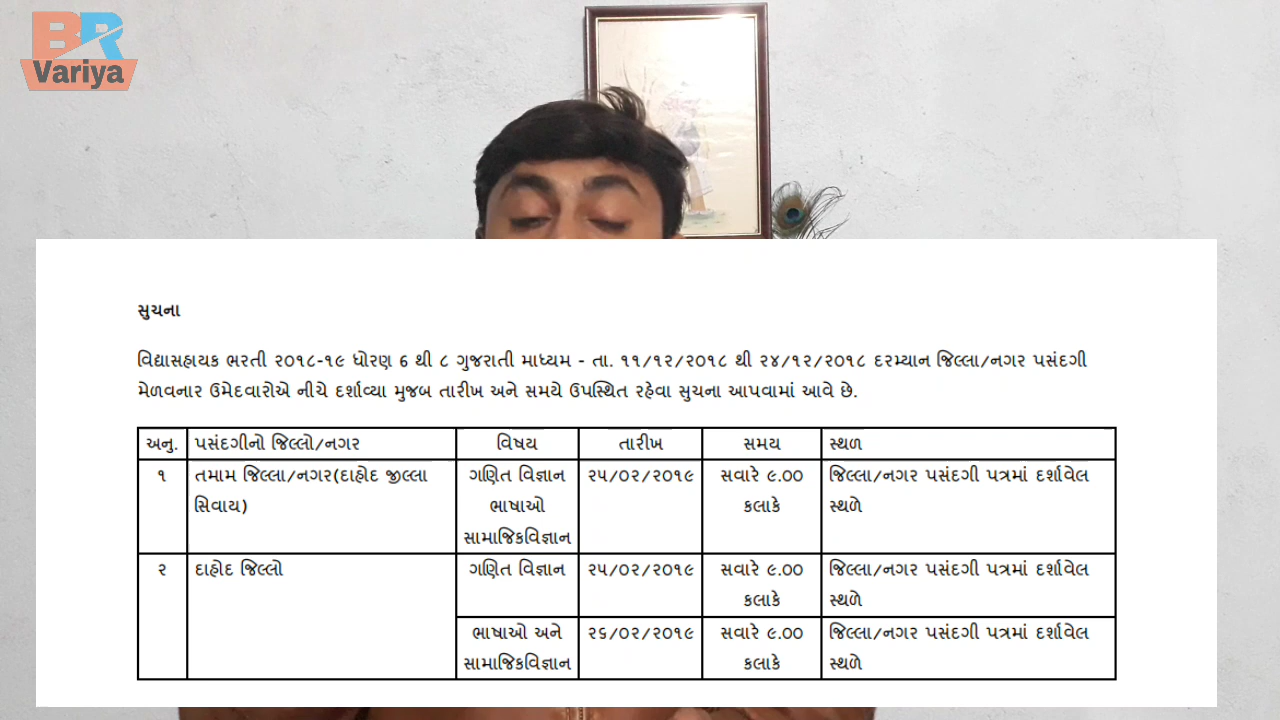 BR
Variya
સુચના
વિદ્યાસહાયક ભરતી ૨૦૧૮-૧૯ ધોરણ 6 થી ૮ ગુજરાતી માધ્યમ - તા. ૧૧/૧૨/૨૦૧૮ થી ૨૪/૧૨/૨૦૧૮ દરમ્યાન જિલ્લા/નગર પસંદગી
મેળવનાર ઉમેદવારોએ નીચે દર્શાવ્યા મુજબ તારીખ અને સમયે ઉપસ્થિત રહેવા સુચના આપવામાં આવે છે.
અનુ. પસંદગીનો જિલ્લો/નગર વિષય તારીખ સમય સ્થળ
૧ તમામ જિલ્લા/નગર(દાહોદ જીલ્લા ગણિત વિજ્ઞાન ૨૫/૦૨/૨૦૧૯ સવારે ૯.૦૦ જિલ્લા/નગર પસંદગી પત્રમાં દર્શાવેલ
સિવાય) ભાષાઓ કલાકે સ્થળે
સામાજિકવિજ્ઞાન
૨ દાહોદ જિલ્લો ગણિત વિજ્ઞાન ૨૫/૦૨/૨૦૧૯ સવારે ૯.૦૦ જિલ્લા/નગર પસંદગી પત્રમાં દર્શાવેલ
કલાકે સ્થળે
ભાષાઓ અને ૨૬/૦૨/૨૦૧૯ સવારે ૯.૦૦ જિલ્લા/નગર પસંદગી પત્રમાં દર્શાવેલ
સામાજિકવિજ્ઞાન કલાકે સ્થળે